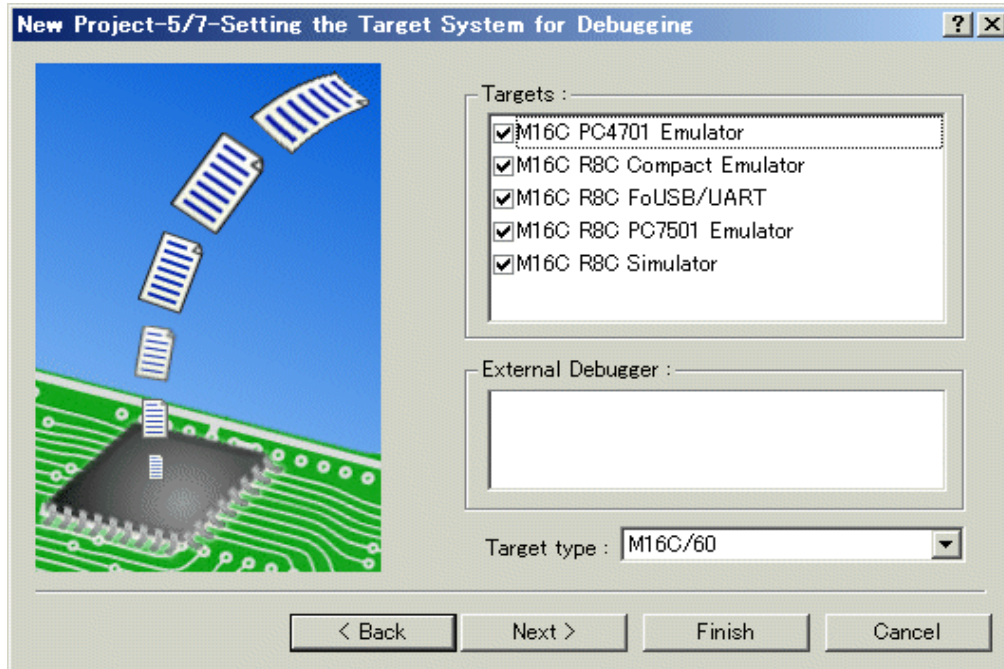 New Project-5/7-Setting the Target System for Debugging
Targets :
M16C PC4701 Emulator
M16C R8C Compact Emulator
M16C R8C FoUSB/UART
M16C R8C PC7501 Emulator
M16C R8C Simulator
External Debugger :
Target type : M16C/60
< Back Next > Finish Cancel